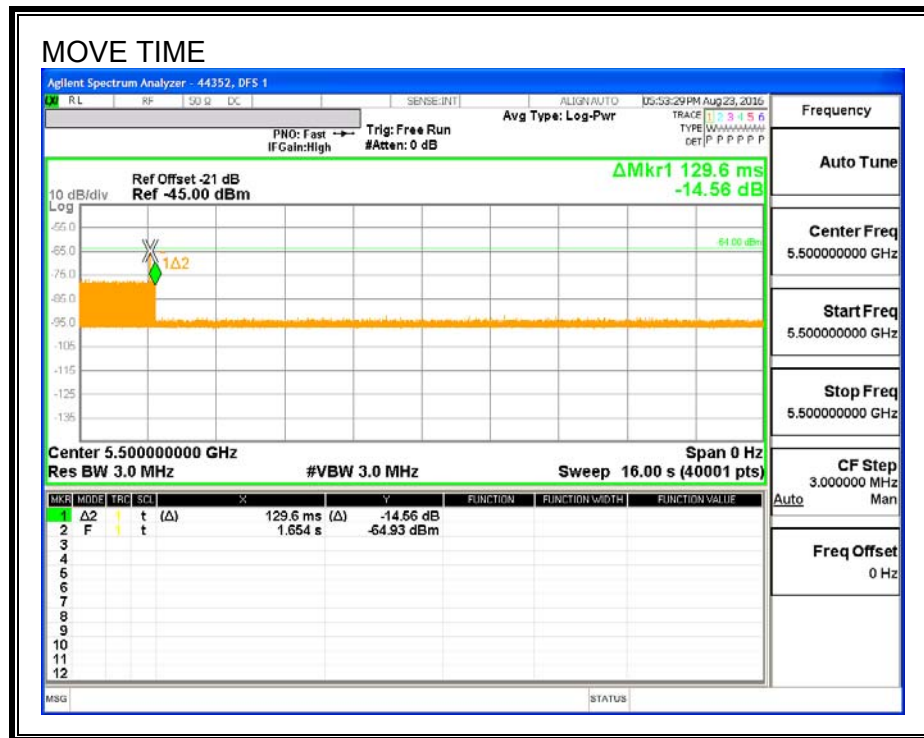 MOVE TIME
Agilent Spectrum Analyzer - 44352, DFS 1
RL RF 50 Ω DC SENSE:INT ALIGN AUTO 05:53:29 PM Aug 23, 2016
PNO: Fast Trig: Free Run Avg Type: Log-Pwr TRACE 1 2 3 4 5 6
IFGain:High #Atten: 0 dB TYPE
DET P P P P P P
Frequency
ΔMkr1 129.6 ms
-14.56 dB
Ref Offset -21 dB
10 dB/div Ref -45.00 dBm
Log
-55.0
-65.0
-75.0
-85.0
-95.0
-105
-115
-125
-135
-64.00 dBm
1Δ2
Center 5.500000000 GHz Span 0 Hz
Res BW 3.0 MHz #VBW 3.0 MHz Sweep 16.00 s (40001 pts)
MKR MODE TRC SCL X Y FUNCTION FUNCTION WIDTH FUNCTION VALUE
1 Δ2 1 t (Δ) 129.6 ms (Δ) -14.56 dB
2 F 1 t 1.654 s -64.93 dBm
3
4
5
6
7
8
9
10
11
12
MSG STATUS
Auto Tune
Center Freq
5.500000000 GHz
Start Freq
5.500000000 GHz
Stop Freq
5.500000000 GHz
CF Step
3.000000 MHz
Auto Man
Freq Offset
0 Hz